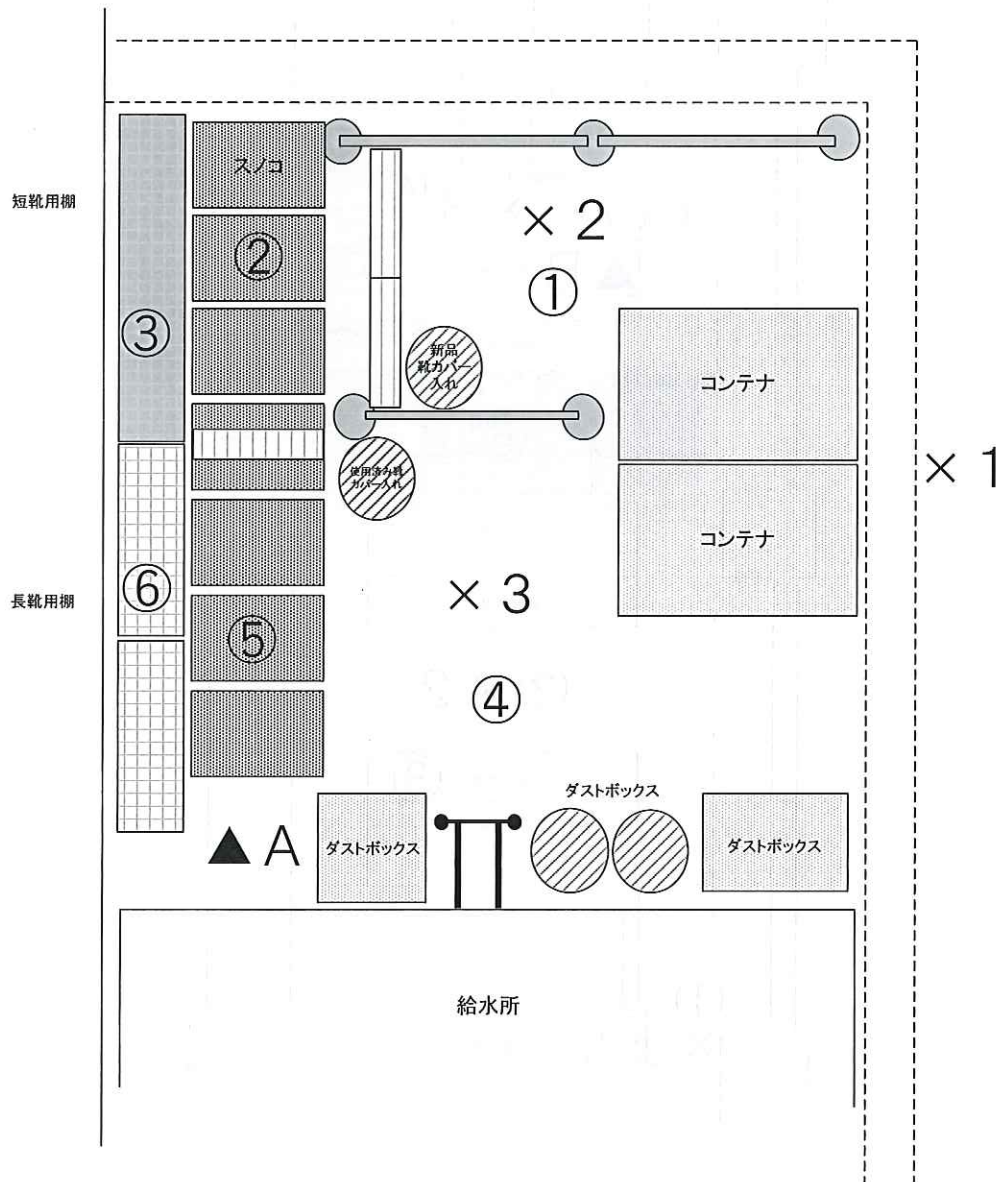 スノコ
短靴用棚
× 2
②
①
③
新品
靴カバー
入れ
コンテナ
使用済み靴
カバー入れ
× 1
コンテナ
⑥
× 3
長靴用棚
⑤
④
ダストボックス
▲ A
ダストボックス
ダストボックス
給水所